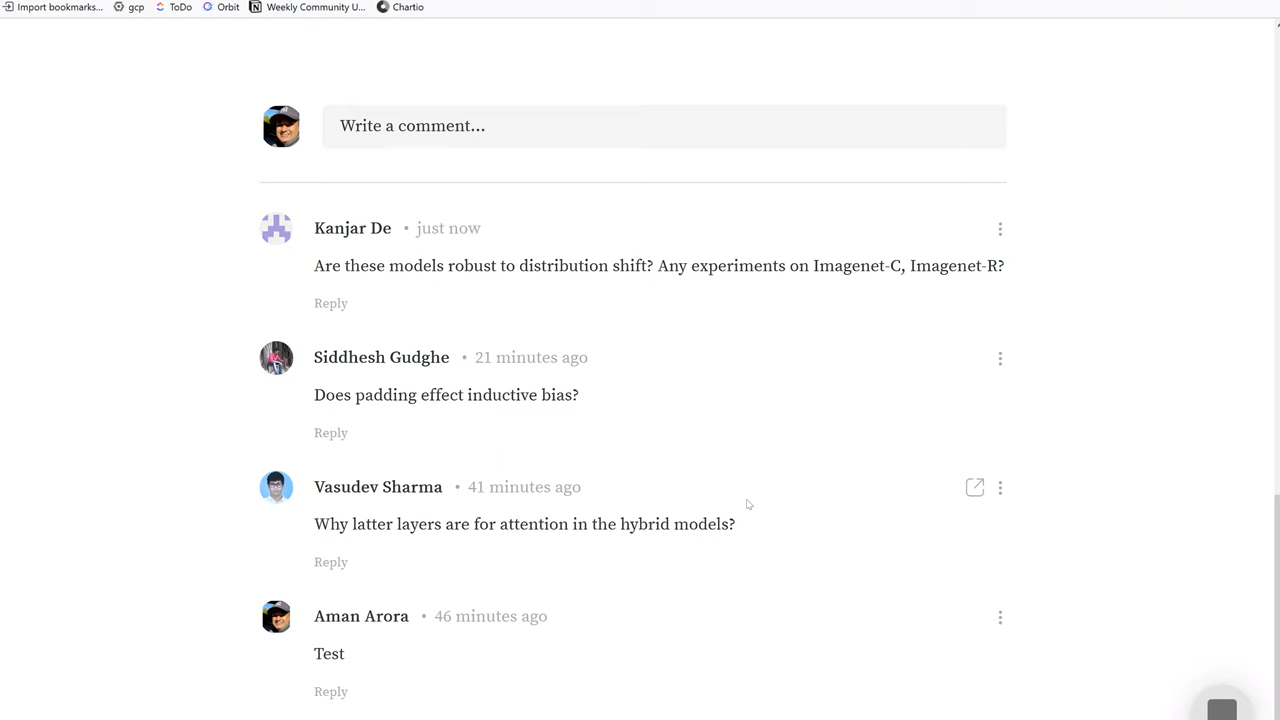 Import bookmarks... gcp ToDo Orbit Weekly Community U... Chartio
Write a comment...
Kanjar De • just now
Are these models robust to distribution shift? Any experiments on Imagenet-C, Imagenet-R?
Reply
Siddhesh Gudghe • 21 minutes ago
Does padding effect inductive bias?
Reply
Vasudev Sharma • 41 minutes ago
Why latter layers are for attention in the hybrid models?
Reply
Aman Arora • 46 minutes ago
Test
Reply